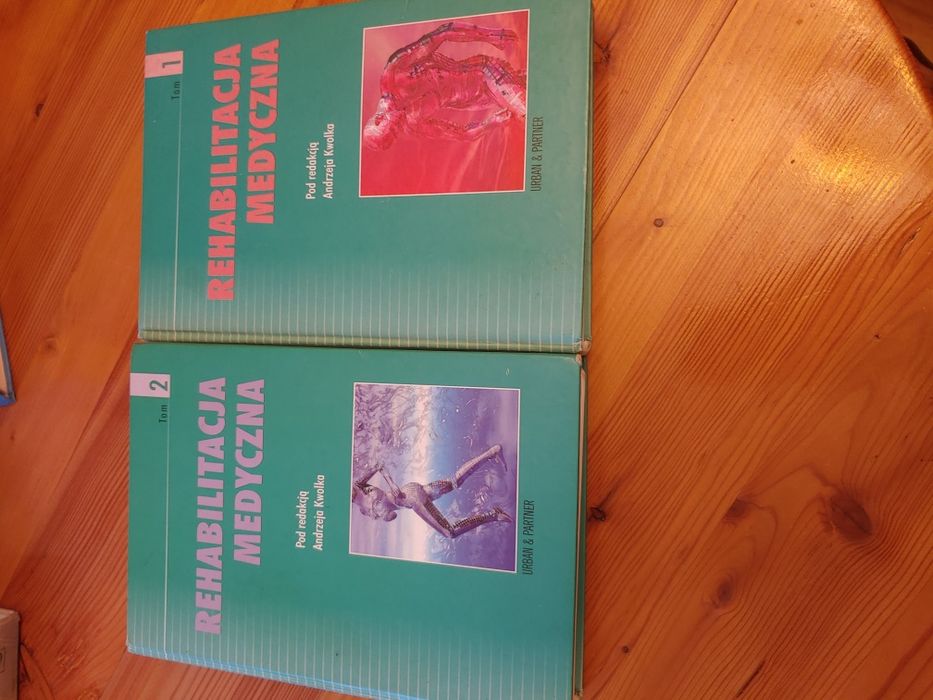 Tom 1
REHABILITACJA
MEDYCZNA
Pod redakcją
Andrzeja Kwolka
URBAN & PARTNER
Tom 2
REHABILITACJA
MEDYCZNA
Pod redakcją
Andrzeja Kwolka
URBAN & PARTNER